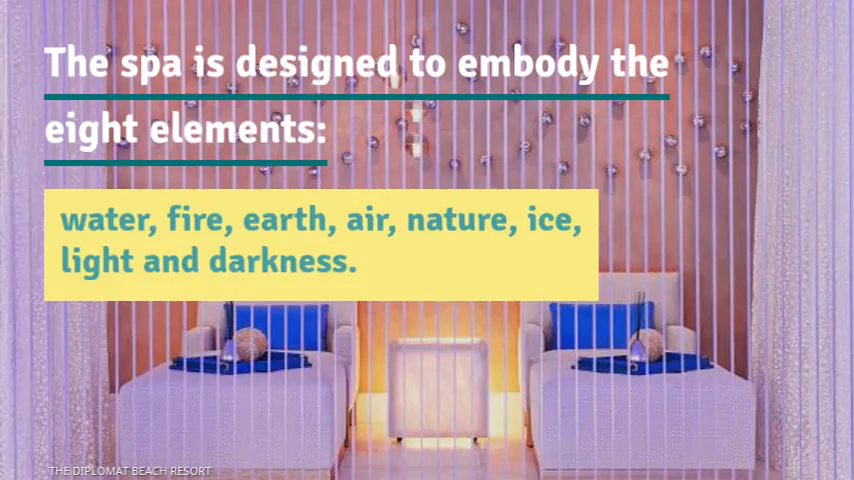 The spa is designed to embody the
eight elements:
water, fire, earth, air, nature, ice,
light and darkness.
THE DIPLOMAT BEACH RESORT